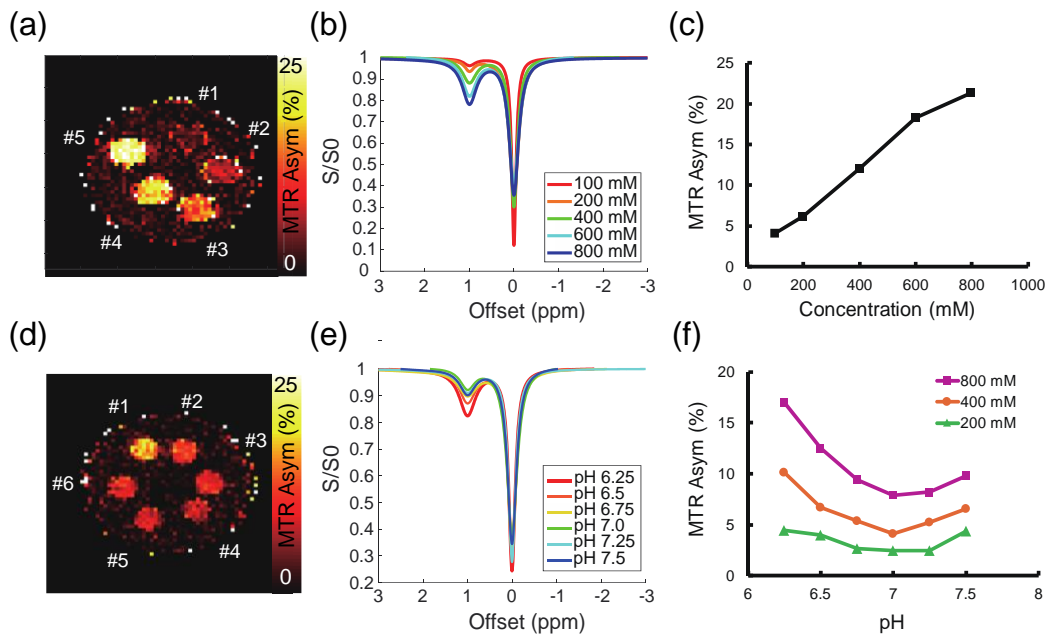 (a)
25
MTR Asym (%)
0
#1
#2
#3
#4
#5
(b)
S/S0
1
0.9
0.8
0.7
0.6
0.5
0.4
0.3
0.2
0.1
0
100 mM
200 mM
400 mM
600 mM
800 mM
3 2 1 0 -1 -2 -3
Offset (ppm)
(c)
MTR Asym (%)
25
20
15
10
5
0
0 200 400 600 800 1000
Concentration (mM)
(d)
25
MTR Asym (%)
0
#1
#2
#3
#4
#5
#6
(e)
S/S0
1
0.9
0.8
0.7
0.6
0.5
0.4
0.3
0.2
pH 6.25
pH 6.5
pH 6.75
pH 7.0
pH 7.25
pH 7.5
3 2 1 0 -1 -2 -3
Offset (ppm)
(f)
MTR Asym (%)
20
15
10
5
0
800 mM
400 mM
200 mM
6 6.5 7 7.5 8
pH